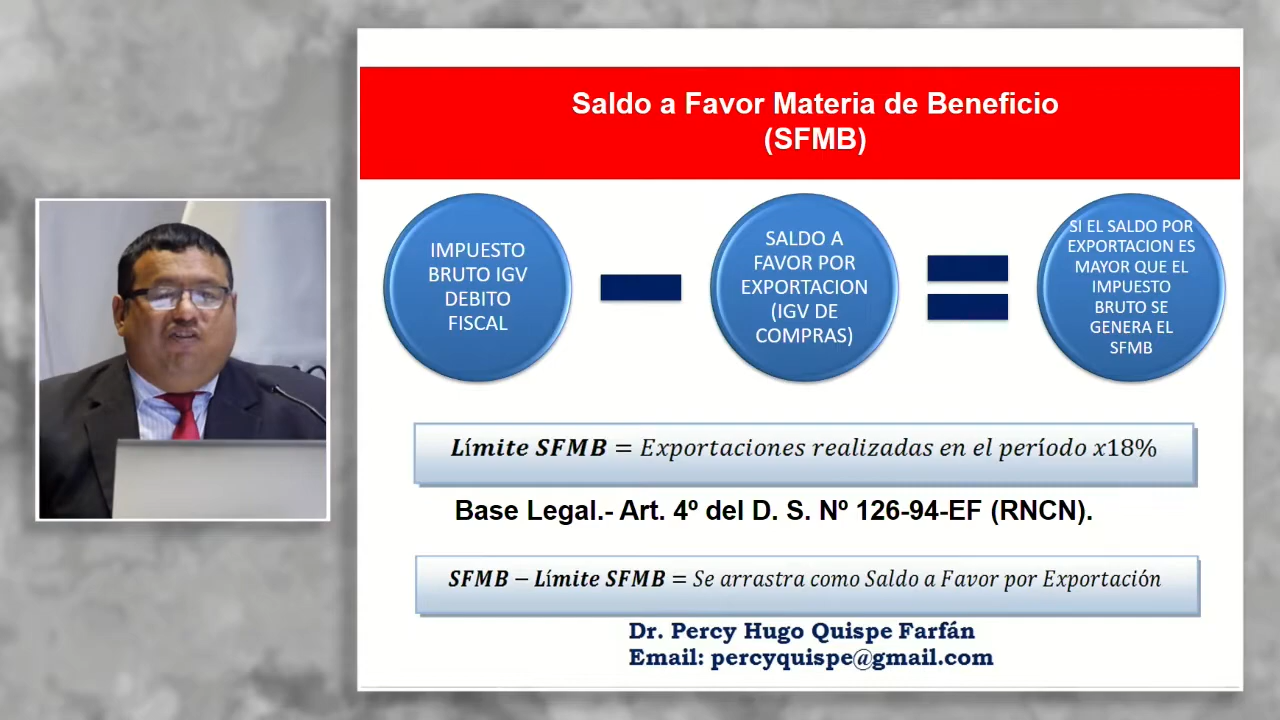 Saldo a Favor Materia de Beneficio
(SFMB)
IMPUESTO
BRUTO IGV
DEBITO
FISCAL
SALDO A
FAVOR POR
EXPORTACION
(IGV DE
COMPRAS)
SI EL SALDO POR
EXPORTACION ES
MAYOR QUE EL
IMPUESTO
BRUTO SE
GENERA EL
SFMB
Límite SFMB = Exportaciones realizadas en el período x18%
Base Legal.- Art. 4º del D. S. Nº 126-94-EF (RNCN).
SFMB − Límite SFMB = Se arrastra como Saldo a Favor por Exportación
Dr. Percy Hugo Quispe Farfán
Email: percyquispe@gmail.com